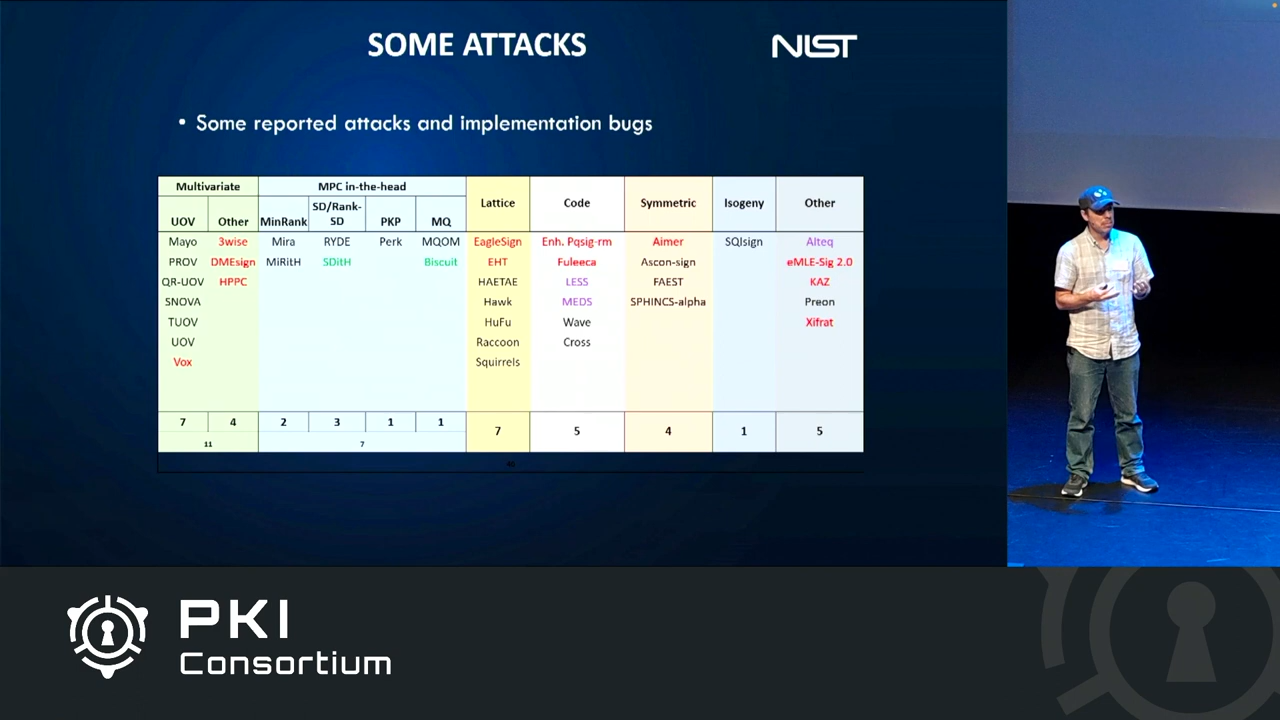 SOME ATTACKS
NIST
• Some reported attacks and implementation bugs
Multivariate MPC in-the-head Lattice Code Symmetric Isogeny Other
UOV Other MinRank SD/Rank-SD PKP MQ
Mayo 3wise Mira RYDE Perk MQOM EagleSign Enh. Pqsig-rm Aimer SQIsign Alteq
PROV DMEsign MiRitH SDitH Biscuit EHT Fuleeca Ascon-sign eMLE-Sig 2.0
QR-UOV HPPC HAETAE LESS FAEST KAZ
SNOVA Hawk MEDS SPHINCS-alpha Preon
TUOV HuFu Wave Xifrat
UOV Raccoon Cross
Vox Squirrels
7 4 2 3 1 1 7 5 4 1 5
11 7
PKI
Consortium